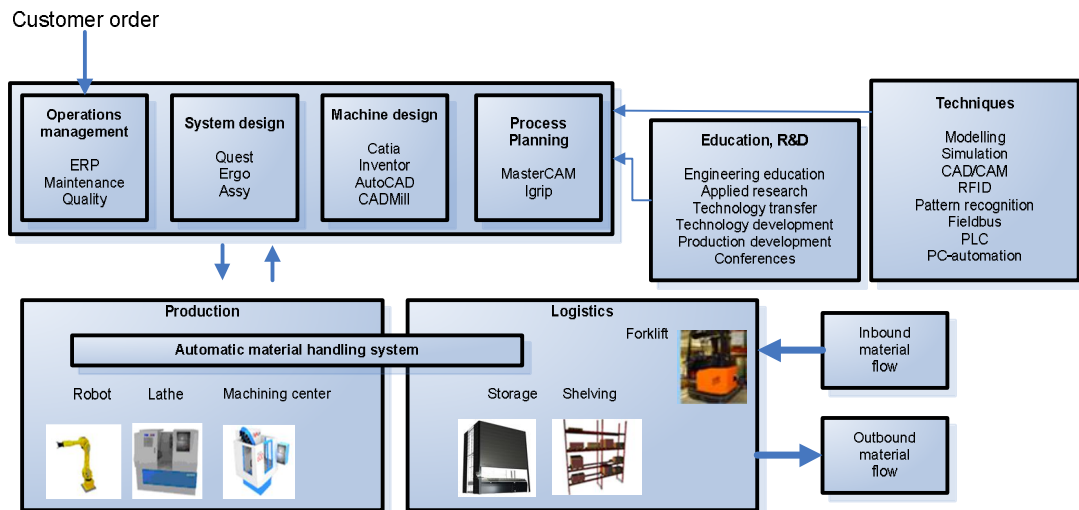 Customer order
Operations
management
ERP
Maintenance
Quality
System design
Quest
Ergo
Assy
Machine design
Catia
Inventor
AutoCAD
CADMill
Process
Planning
MasterCAM
Igrip
Education, R&D
Engineering education
Applied research
Technology transfer
Technology development
Production development
Conferences
Techniques
Modelling
Simulation
CAD/CAM
RFID
Pattern recognition
Fieldbus
PLC
PC-automation
Production
Logistics
Automatic material handling system
Robot
Lathe
Machining center
Forklift
Storage
Shelving
Inbound
material
flow
Outbound
material
flow